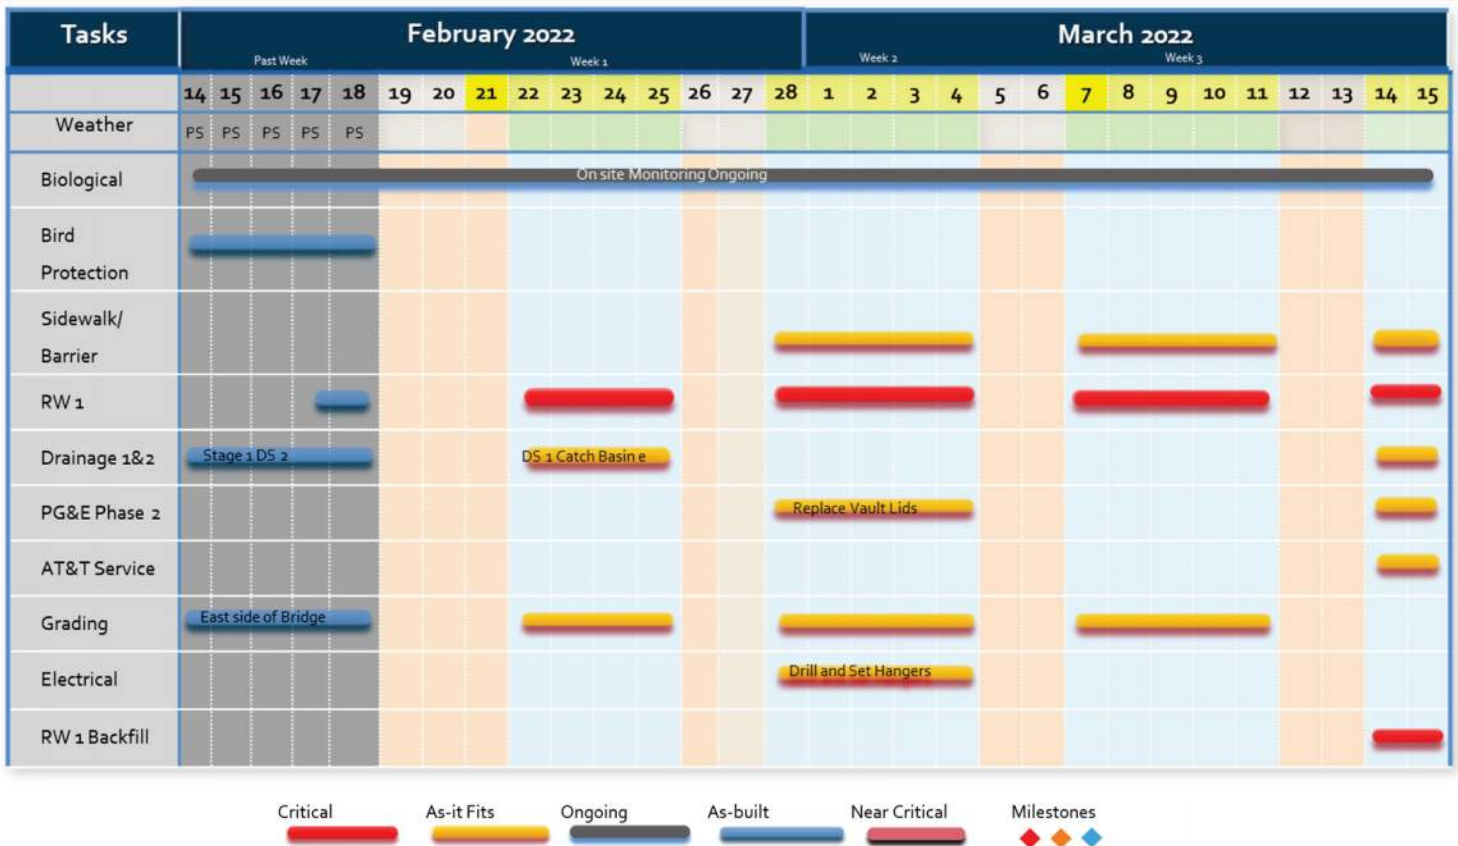 Tasks February 2022 March 2022
Past Week Week 1 Week 2 Week 3
14 15 16 17 18 19 20 21 22 23 24 25 26 27 28 1 2 3 4 5 6 7 8 9 10 11 12 13 14 15
Weather PS PS PS PS PS
Biological On site Monitoring Ongoing
Bird
Protection
Sidewalk/
Barrier
RW 1
Drainage 1&2 Stage 1 DS 2 DS 1 Catch Basin e
PG&E Phase 2 Replace Vault Lids
AT&T Service
Grading East side of Bridge
Electrical Drill and Set Hangers
RW 1 Backfill
Critical As-it Fits Ongoing As-built Near Critical Milestones